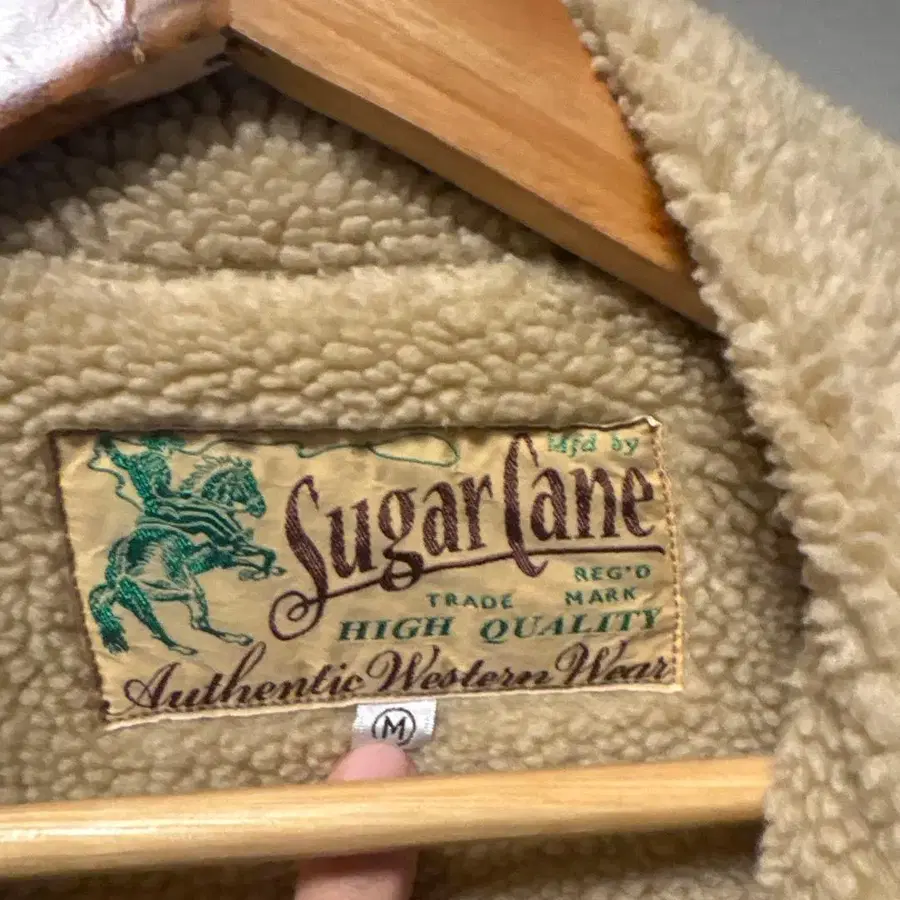 Mfd by
Sugar Cane
REG'D
TRADE MARK
HIGH QUALITY
Authentic Western Wear
M